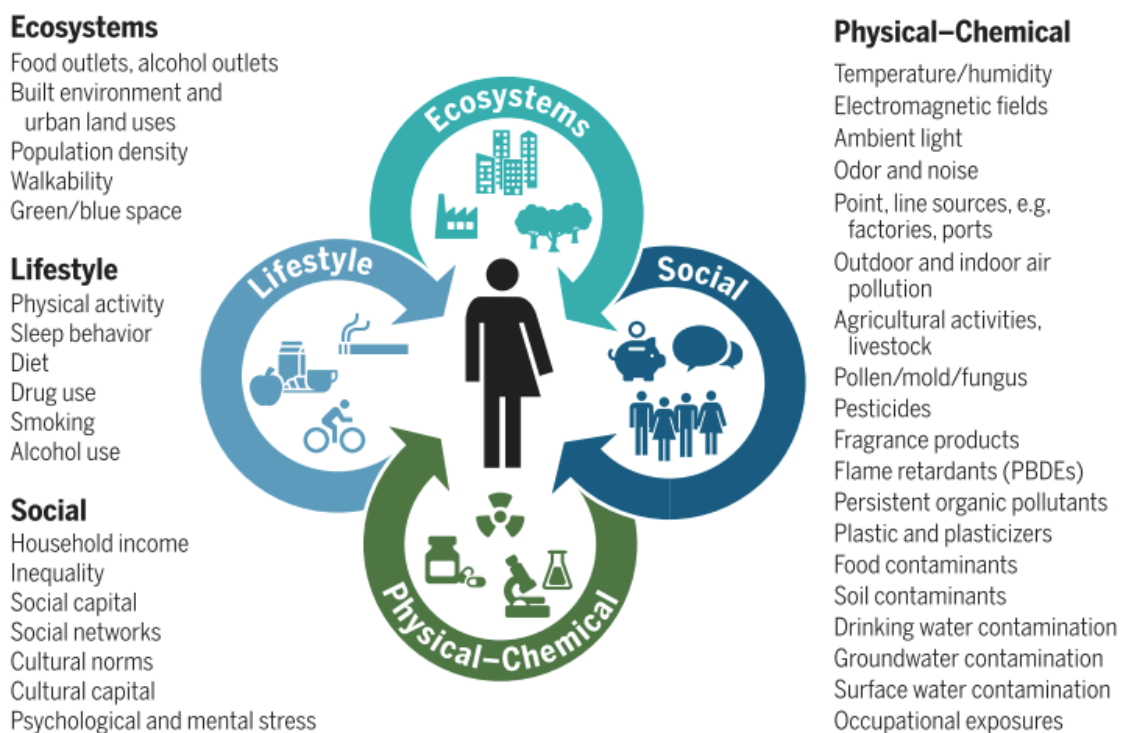 Ecosystems
Food outlets, alcohol outlets
Built environment and
urban land uses
Population density
Walkability
Green/blue space
Lifestyle
Physical activity
Sleep behavior
Diet
Drug use
Smoking
Alcohol use
Social
Household income
Inequality
Social capital
Social networks
Cultural norms
Cultural capital
Psychological and mental stress
Ecosystems
Lifestyle
Social
Physical–Chemical
Physical–Chemical
Temperature/humidity
Electromagnetic fields
Ambient light
Odor and noise
Point, line sources, e.g,
factories, ports
Outdoor and indoor air
pollution
Agricultural activities,
livestock
Pollen/mold/fungus
Pesticides
Fragrance products
Flame retardants (PBDEs)
Persistent organic pollutants
Plastic and plasticizers
Food contaminants
Soil contaminants
Drinking water contamination
Groundwater contamination
Surface water contamination
Occupational exposures